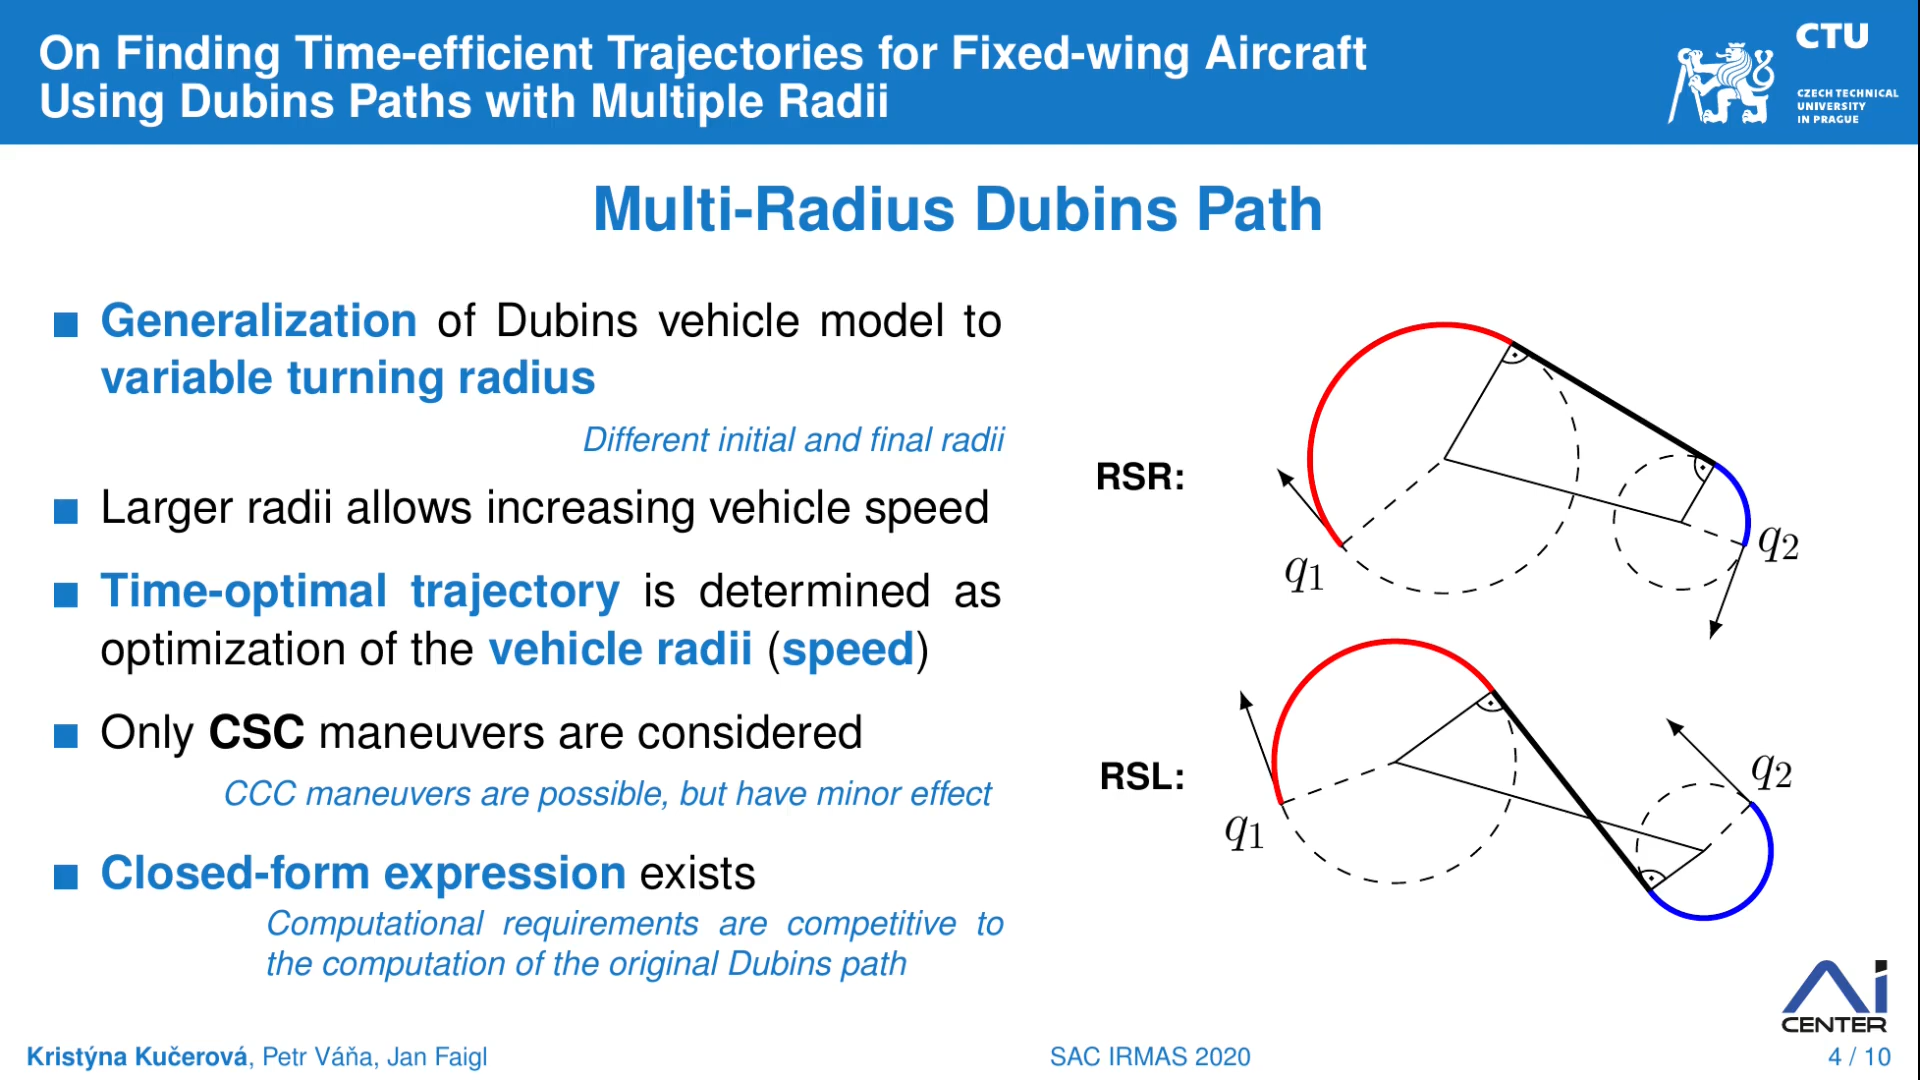 On Finding Time-efficient Trajectories for Fixed-wing Aircraft
Using Dubins Paths with Multiple Radii
CTU
CZECH TECHNICAL
UNIVERSITY
IN PRAGUE
Multi-Radius Dubins Path
Generalization of Dubins vehicle model to
variable turning radius
Different initial and final radii
Larger radii allows increasing vehicle speed
Time-optimal trajectory is determined as
optimization of the vehicle radii (speed)
Only CSC maneuvers are considered
CCC maneuvers are possible, but have minor effect
Closed-form expression exists
Computational requirements are competitive to
the computation of the original Dubins path
RSR:
q1
q2
RSL:
q1
q2
Ai
CENTER
Kristýna Kučerová, Petr Váňa, Jan Faigl
SAC IRMAS 2020
4 / 10